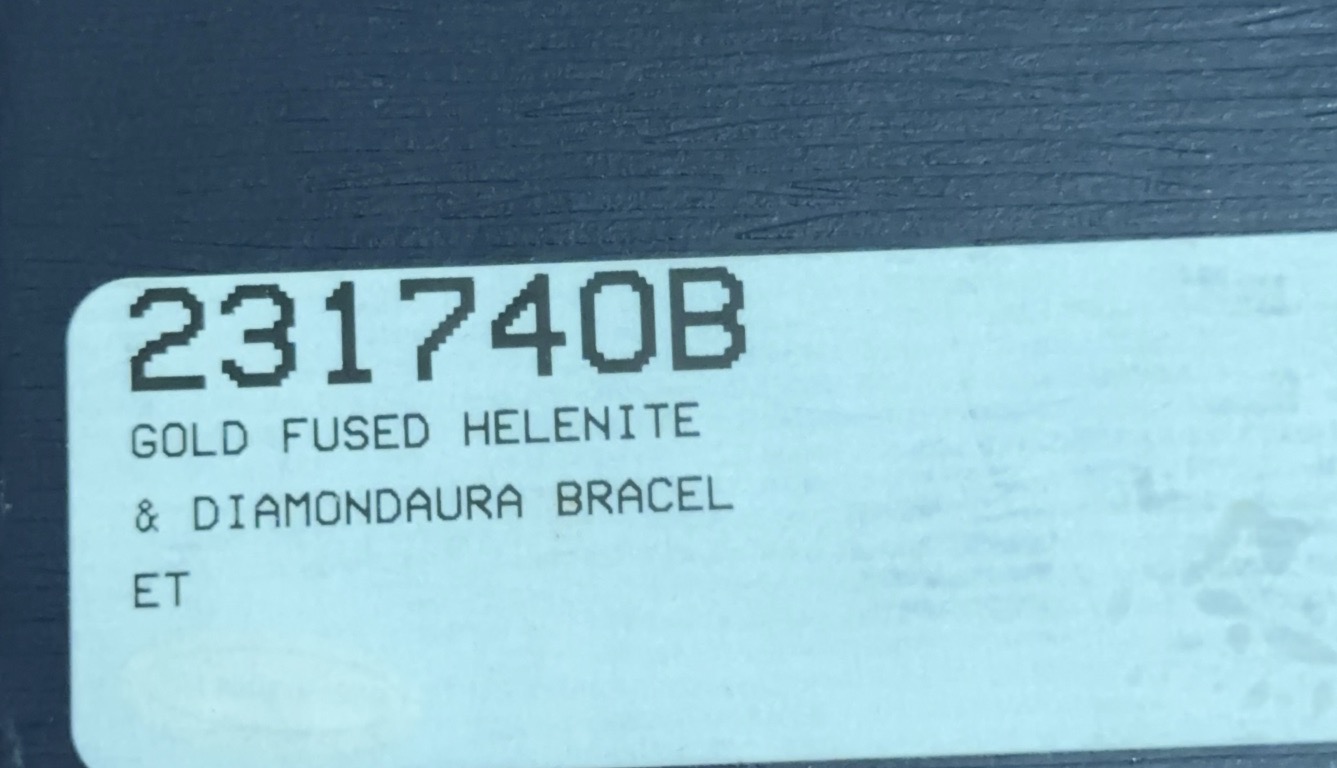 231740B
GOLD FUSED HELENITE
& DIAMONDAURA BRACEL
ET